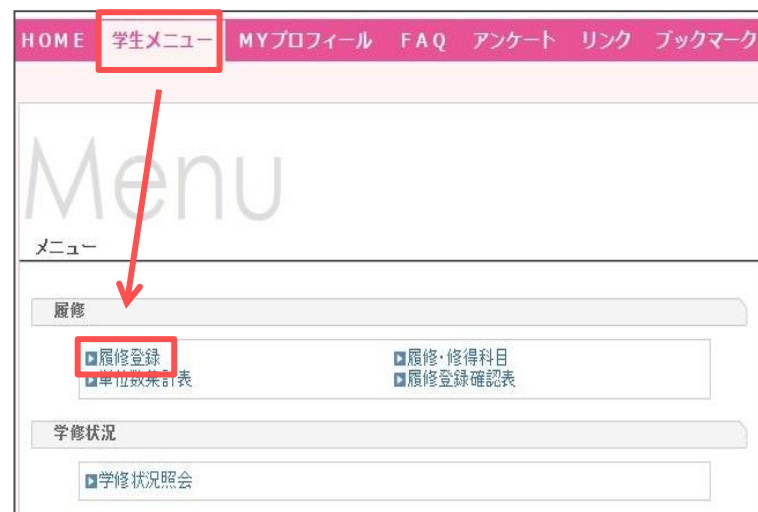 HOME 学生メニュー MYプロフィール FAQ アンケート リンク ブックマーク
Menu
メニュー
履修
履修登録 履修・修得科目
単位数集計表 履修登録確認表
学修状況
学修状況照会